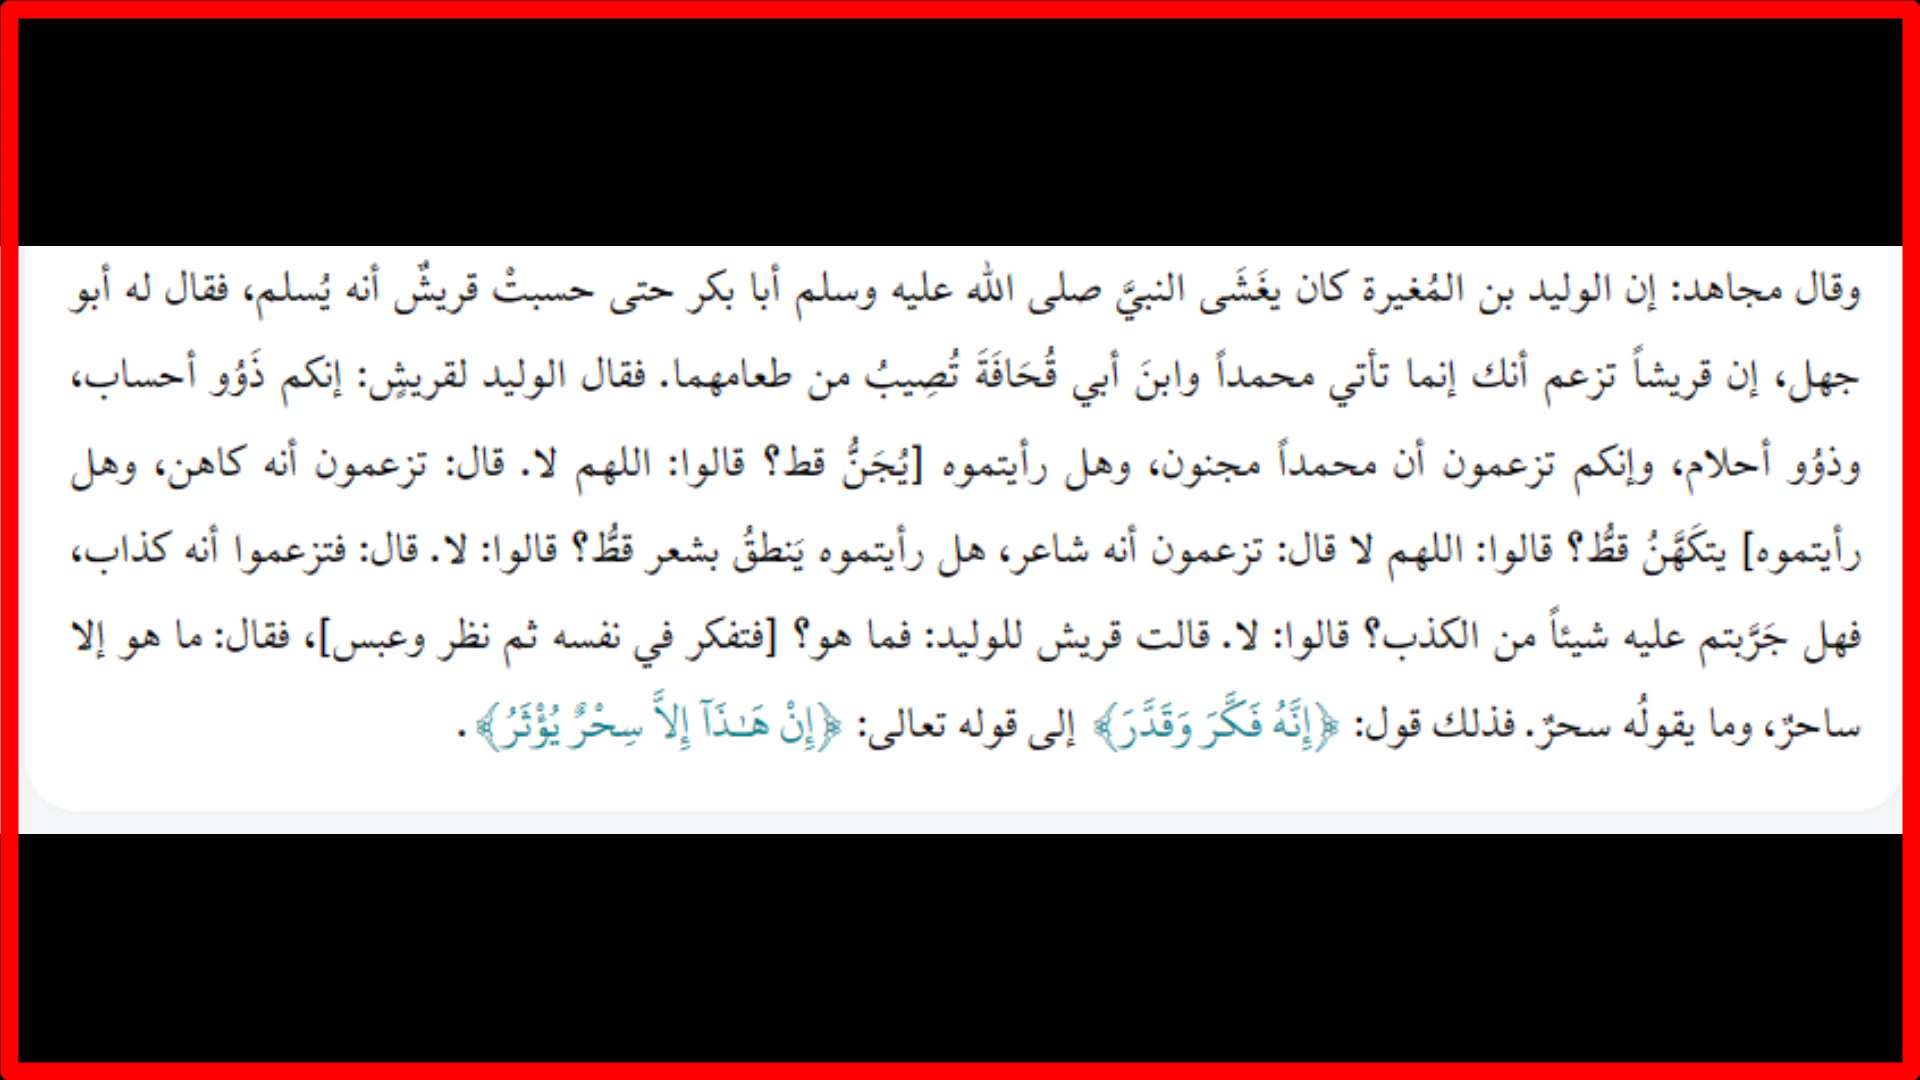 وقال مجاهد: إن الوليد بن المُغيرة كان يغَشَى النبيَّ صلى الله عليه وسلم أبا بكر حتى حسبتْ قريشٌ أنه يُسلم، فقال له أبو
جهل، إن قريشاً تزعم أنك إنما تأتي محمداً وابنَ أبي قُحَافَةَ تُصِيبُ من طعامهما. فقال الوليد لقريشٍ: إنكم ذَوُو أحساب،
وذوُو أحلام، وإنكم تزعمون أن محمداً مجنون، وهل رأيتموه [يُجَنُّ قط؟ قالوا: اللهم لا. قال: تزعمون أنه كاهن، وهل
رأيتموه] يتكَهَّنُ قطُّ؟ قالوا: اللهم لا قال: تزعمون أنه شاعر، هل رأيتموه يَنطقُ بشعر قطُّ؟ قالوا: لا. قال: فتزعموا أنه كذاب،
فهل جَرَّبتم عليه شيئاً من الكذب؟ قالوا: لا. قالت قريش للوليد: فما هو؟ [فتفكر في نفسه ثم نظر وعبس]، فقال: ما هو إلا
ساحرٌ، وما يقولُه سحرٌ. فذلك قول: ﴿إِنَّهُ فَكَّرَ وَقَدَّرَ﴾ إلى قوله تعالى: ﴿إِنْ هَـٰذَآ إِلاَّ سِحْرٌ يُؤْثَرُ﴾.